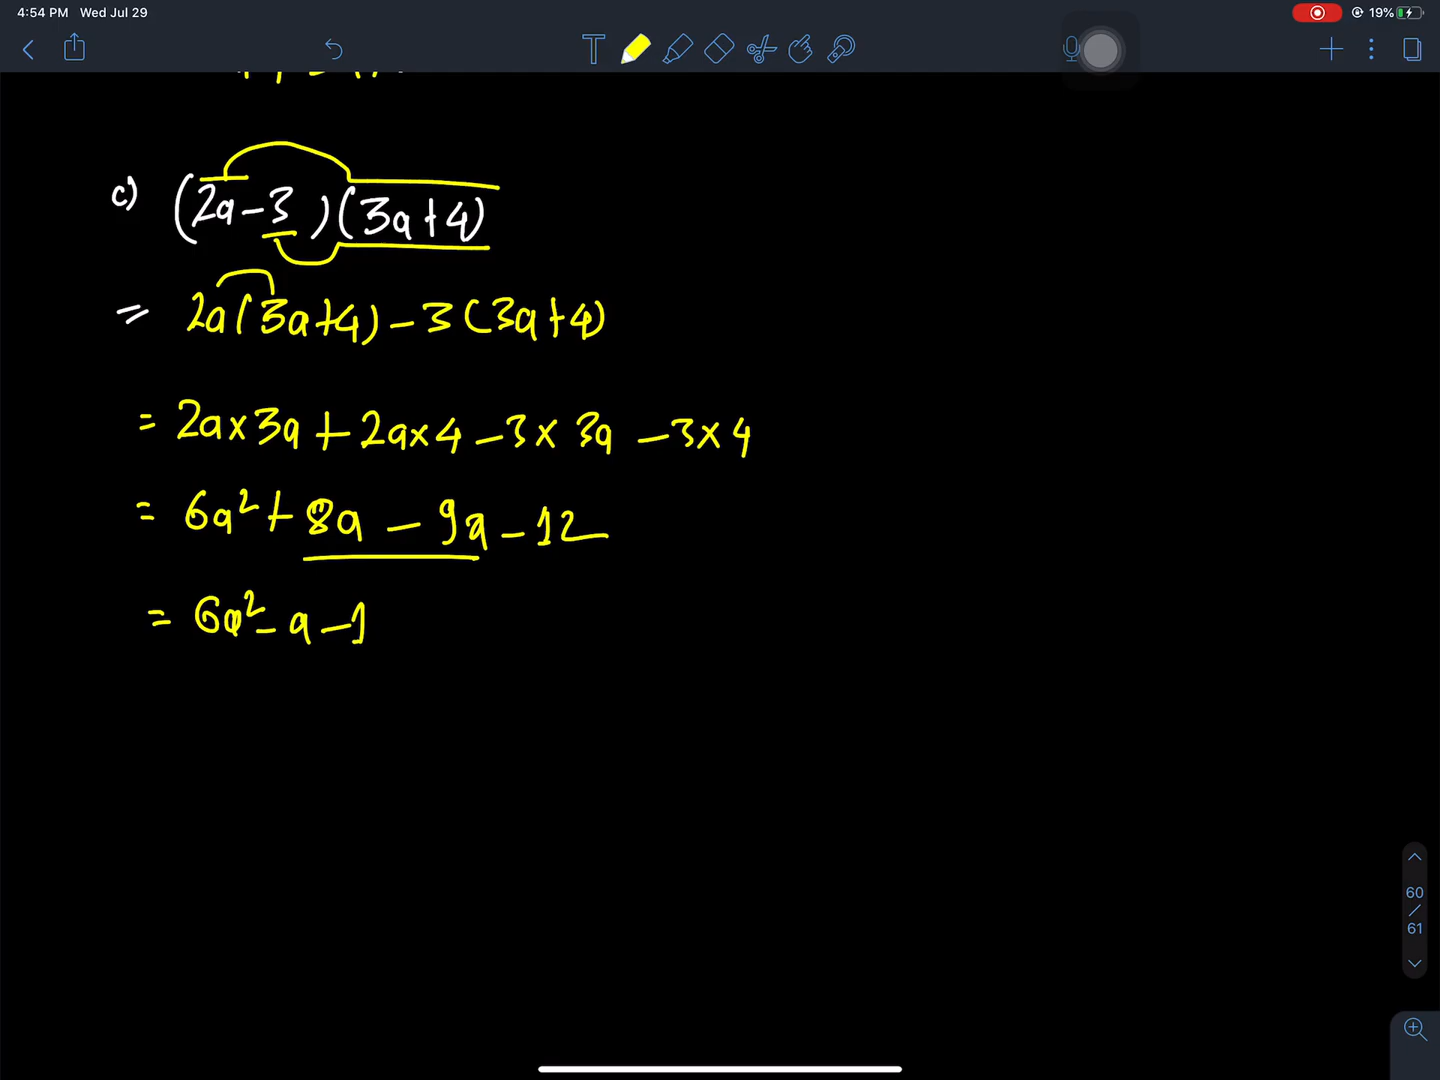 4:54 PM Wed Jul 29
19%
c) (2a-3)(3a+4)
= 2a(3a+4)-3(3a+4)
= 2a×3a+2a×4-3×3a-3×4
= 6a²+8a-9a-12
= 6a²-a-1
60
/
61